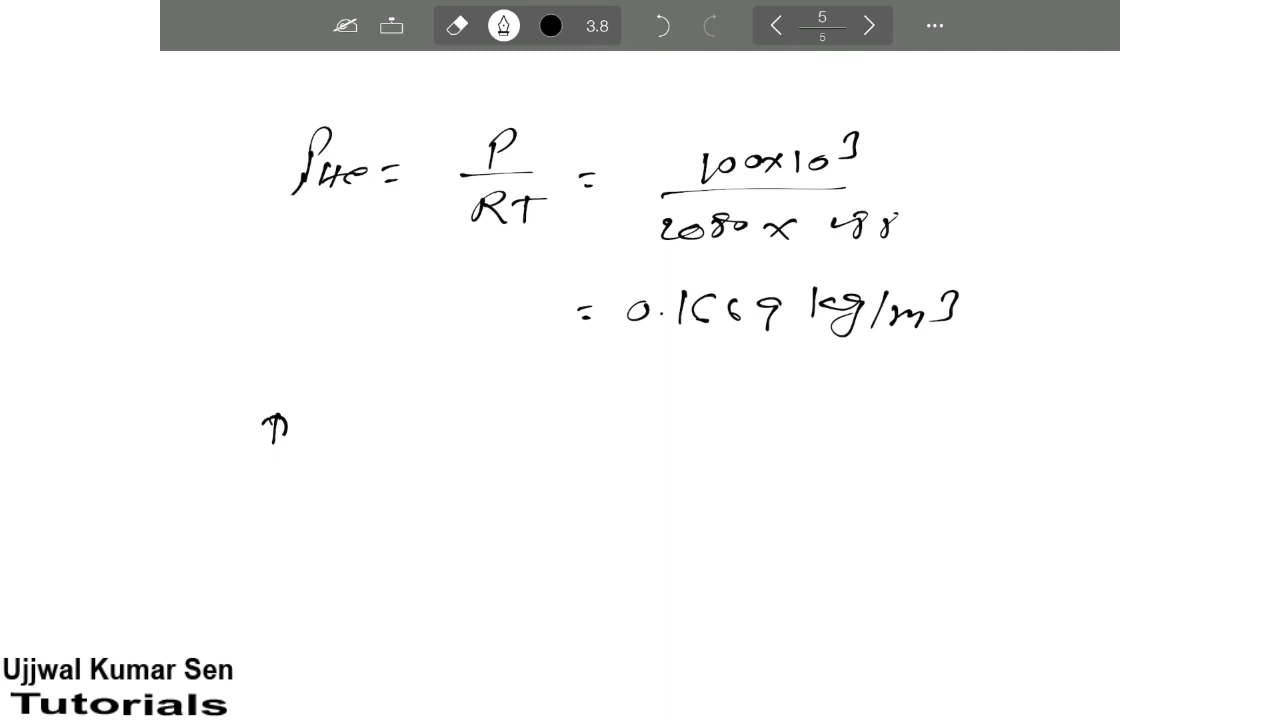 3.8
5
5
ρHe = P/RT = 100×10³/2080 × 288
= 0.1669 kg/m3
↑
Ujjwal Kumar Sen
Tutorials